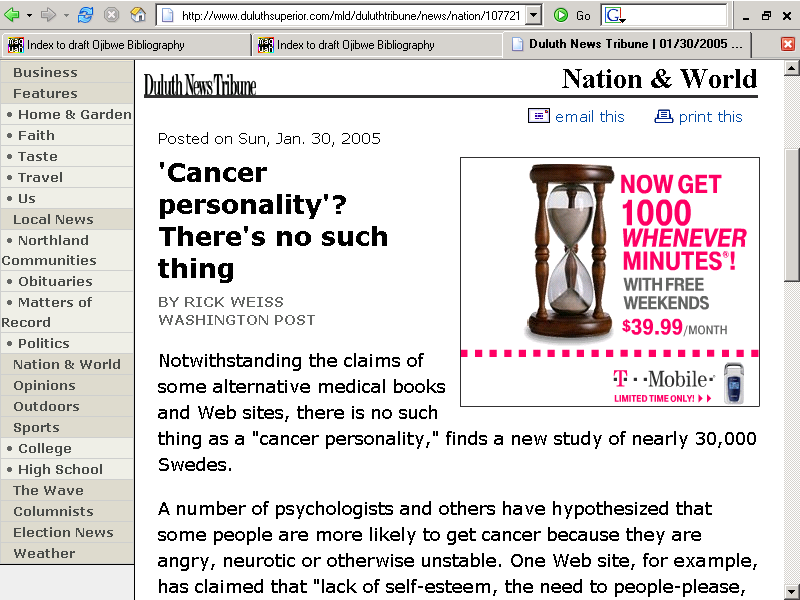 http://www.duluthsuperior.com/mld/duluthtribune/news/nation/107721
Go
G
Index to draft Ojibwe Bibliography
Index to draft Ojibwe Bibliography
Duluth News Tribune | 01/30/2005 ...
Business
Features
• Home & Garden
• Faith
• Taste
• Travel
• Us
Local News
• Northland
Communities
• Obituaries
• Matters of
Record
• Politics
Nation & World
Opinions
Outdoors
Sports
• College
• High School
The Wave
Columnists
Election News
Weather
Duluth News Tribune
Nation & World
email this
print this
Posted on Sun, Jan. 30, 2005
'Cancer
personality'?
There's no such
thing
BY RICK WEISS
WASHINGTON POST
NOW GET
1000
WHENEVER
MINUTES®!
WITH FREE
WEEKENDS
$39.99/MONTH
T··Mobile·
LIMITED TIME ONLY!
Notwithstanding the claims of
some alternative medical books
and Web sites, there is no such
thing as a "cancer personality," finds a new study of nearly 30,000
Swedes.
A number of psychologists and others have hypothesized that
some people are more likely to get cancer because they are
angry, neurotic or otherwise unstable. One Web site, for example,
has claimed that "lack of self-esteem, the need to people-please,